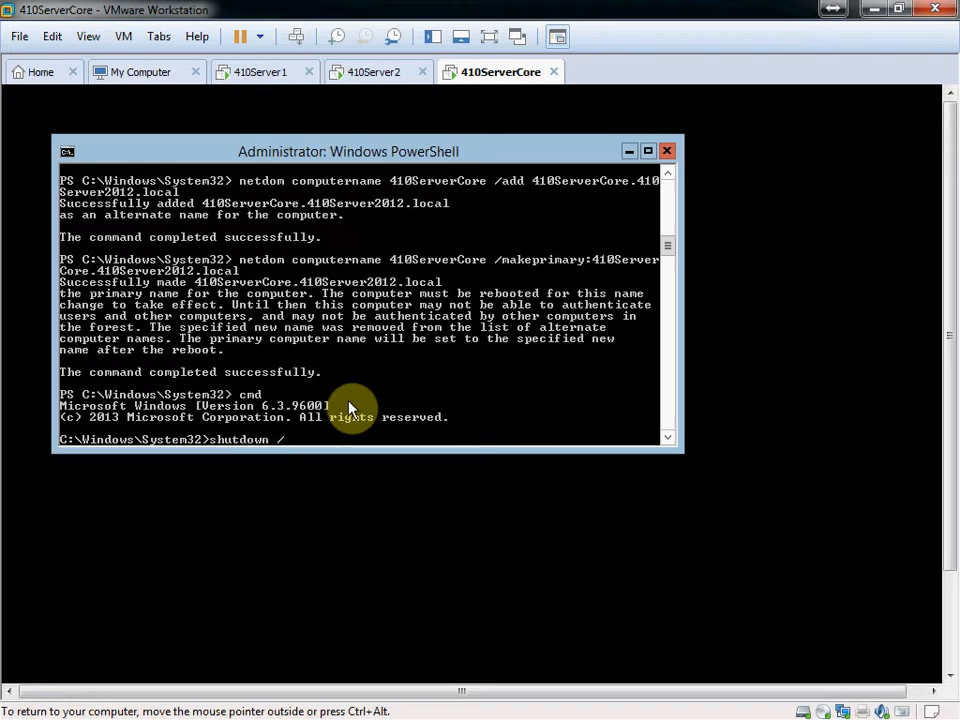 410ServerCore - VMware Workstation
File Edit View VM Tabs Help
Home My Computer 410Server1 410Server2 410ServerCore
Administrator: Windows PowerShell
PS C:\Windows\System32> netdom computername 410ServerCore /add 410ServerCore.410
Server2012.local
Successfully added 410ServerCore.410Server2012.local
as an alternate name for the computer.
The command completed successfully.
PS C:\Windows\System32> netdom computername 410ServerCore /makeprimary:410Server
Core.410Server2012.local
Successfully made 410ServerCore.410Server2012.local
the primary name for the computer. The computer must be rebooted for this name
change to take effect. Until then this computer may not be able to authenticate
users and other computers, and may not be authenticated by other computers in
the forest. The specified new name was removed from the list of alternate
computer names. The primary computer name will be set to the specified new
name after the reboot.
The command completed successfully.
PS C:\Windows\System32> cmd
Microsoft Windows [Version 6.3.9600]
(c) 2013 Microsoft Corporation. All rights reserved.
C:\Windows\System32>shutdown /
To return to your computer, move the mouse pointer outside or press Ctrl+Alt.